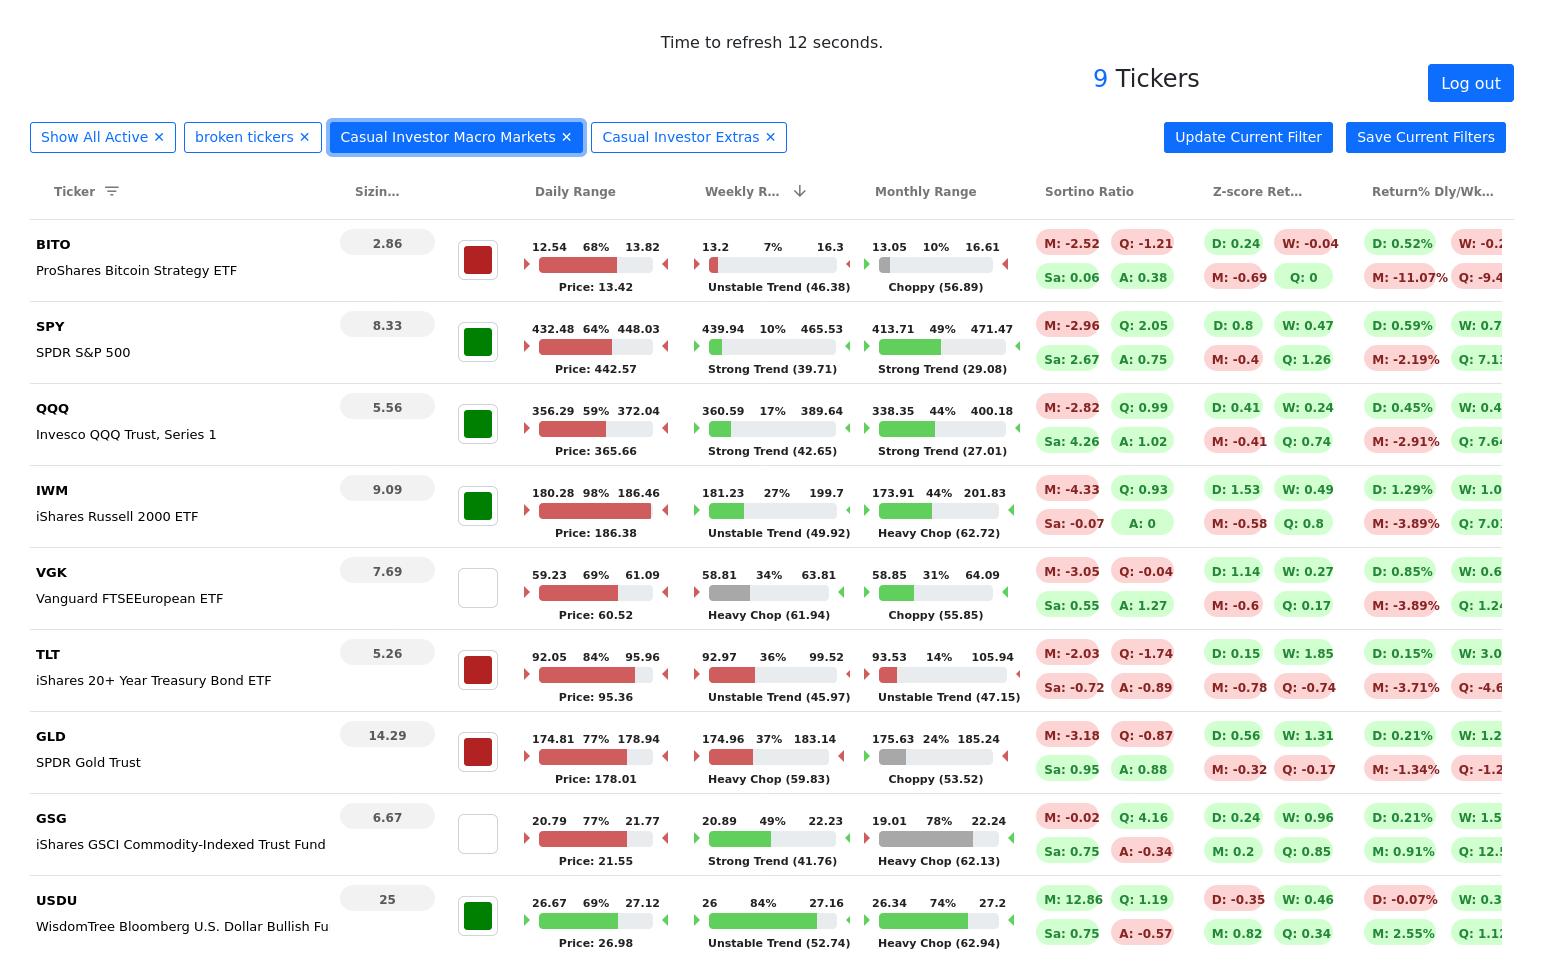 Time to refresh 12 seconds.
9 Tickers
Log out
Show All Active ✕ broken tickers ✕ Casual Investor Macro Markets ✕ Casual Investor Extras ✕ Update Current Filter Save Current Filters
Ticker Sizin... Daily Range Weekly R... Monthly Range Sortino Ratio Z-score Ret... Return% Dly/Wk...
BITO 2.86 12.54 68% 13.82 13.2 7% 16.3 13.05 10% 16.61 M: -2.52 Q: -1.21 D: 0.24 W: -0.04 D: 0.52% W: -0.2
ProShares Bitcoin Strategy ETF Price: 13.42 Unstable Trend (46.38) Choppy (56.89) Sa: 0.06 A: 0.38 M: -0.69 Q: 0 M: -11.07% Q: -9.4
SPY 8.33 432.48 64% 448.03 439.94 10% 465.53 413.71 49% 471.47 M: -2.96 Q: 2.05 D: 0.8 W: 0.47 D: 0.59% W: 0.7
SPDR S&P 500 Price: 442.57 Strong Trend (39.71) Strong Trend (29.08) Sa: 2.67 A: 0.75 M: -0.4 Q: 1.26 M: -2.19% Q: 7.13
QQQ 5.56 356.29 59% 372.04 360.59 17% 389.64 338.35 44% 400.18 M: -2.82 Q: 0.99 D: 0.41 W: 0.24 D: 0.45% W: 0.4
Invesco QQQ Trust, Series 1 Price: 365.66 Strong Trend (42.65) Strong Trend (27.01) Sa: 4.26 A: 1.02 M: -0.41 Q: 0.74 M: -2.91% Q: 7.64
IWM 9.09 180.28 98% 186.46 181.23 27% 199.7 173.91 44% 201.83 M: -4.33 Q: 0.93 D: 1.53 W: 0.49 D: 1.29% W: 1.0
iShares Russell 2000 ETF Price: 186.38 Unstable Trend (49.92) Heavy Chop (62.72) Sa: -0.07 A: 0 M: -0.58 Q: 0.8 M: -3.89% Q: 7.01
VGK 7.69 59.23 69% 61.09 58.81 34% 63.81 58.85 31% 64.09 M: -3.05 Q: -0.04 D: 1.14 W: 0.27 D: 0.85% W: 0.6
Vanguard FTSEEuropean ETF Price: 60.52 Heavy Chop (61.94) Choppy (55.85) Sa: 0.55 A: 1.27 M: -0.6 Q: 0.17 M: -3.89% Q: 1.24
TLT 5.26 92.05 84% 95.96 92.97 36% 99.52 93.53 14% 105.94 M: -2.03 Q: -1.74 D: 0.15 W: 1.85 D: 0.15% W: 3.0
iShares 20+ Year Treasury Bond ETF Price: 95.36 Unstable Trend (45.97) Unstable Trend (47.15) Sa: -0.72 A: -0.89 M: -0.78 Q: -0.74 M: -3.71% Q: -4.6
GLD 14.29 174.81 77% 178.94 174.96 37% 183.14 175.63 24% 185.24 M: -3.18 Q: -0.87 D: 0.56 W: 1.31 D: 0.21% W: 1.2
SPDR Gold Trust Price: 178.01 Heavy Chop (59.83) Choppy (53.52) Sa: 0.95 A: 0.88 M: -0.32 Q: -0.17 M: -1.34% Q: -1.2
GSG 6.67 20.79 77% 21.77 20.89 49% 22.23 19.01 78% 22.24 M: -0.02 Q: 4.16 D: 0.24 W: 0.96 D: 0.21% W: 1.5
iShares GSCI Commodity-Indexed Trust Fund Price: 21.55 Strong Trend (41.76) Heavy Chop (62.13) Sa: 0.75 A: -0.34 M: 0.2 Q: 0.85 M: 0.91% Q: 12.5
USDU 25 26.67 69% 27.12 26 84% 27.16 26.34 74% 27.2 M: 12.86 Q: 1.19 D: -0.35 W: 0.46 D: -0.07% W: 0.3
WisdomTree Bloomberg U.S. Dollar Bullish Fu Price: 26.98 Unstable Trend (52.74) Heavy Chop (62.94) Sa: 0.75 A: -0.57 M: 0.82 Q: 0.34 M: 2.55% Q: 1.12